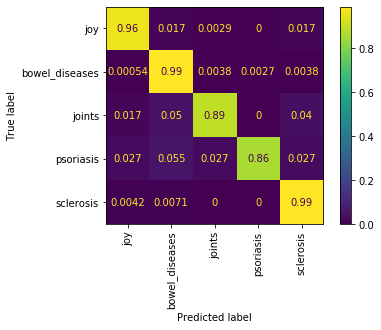 joy 0.96 0.017 0.0029 0 0.017
bowel_diseases 0.00054 0.99 0.0038 0.0027 0.0038
joints 0.017 0.05 0.89 0 0.04
psoriasis 0.027 0.055 0.027 0.86 0.027
sclerosis 0.0042 0.0071 0 0 0.99
True label
joy bowel_diseases joints psoriasis sclerosis
Predicted label
0.8
0.6
0.4
0.2
0.0